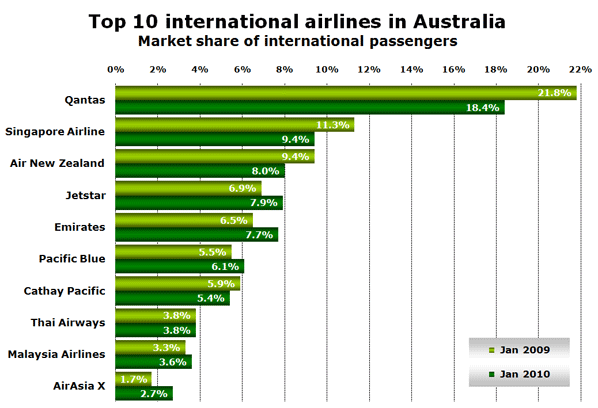 Top 10 international airlines in Australia
Market share of international passengers
0% 2% 4% 6% 8% 10% 12% 14% 16% 18% 20% 22%
Qantas 21.8%
18.4%
Singapore Airline 11.3%
9.4%
Air New Zealand 9.4%
8.0%
Jetstar 6.9%
7.9%
Emirates 6.5%
7.7%
Pacific Blue 5.5%
6.1%
Cathay Pacific 5.9%
5.4%
Thai Airways 3.8%
3.8%
Malaysia Airlines 3.3%
3.6%
AirAsia X 1.7%
2.7%
Jan 2009
Jan 2010